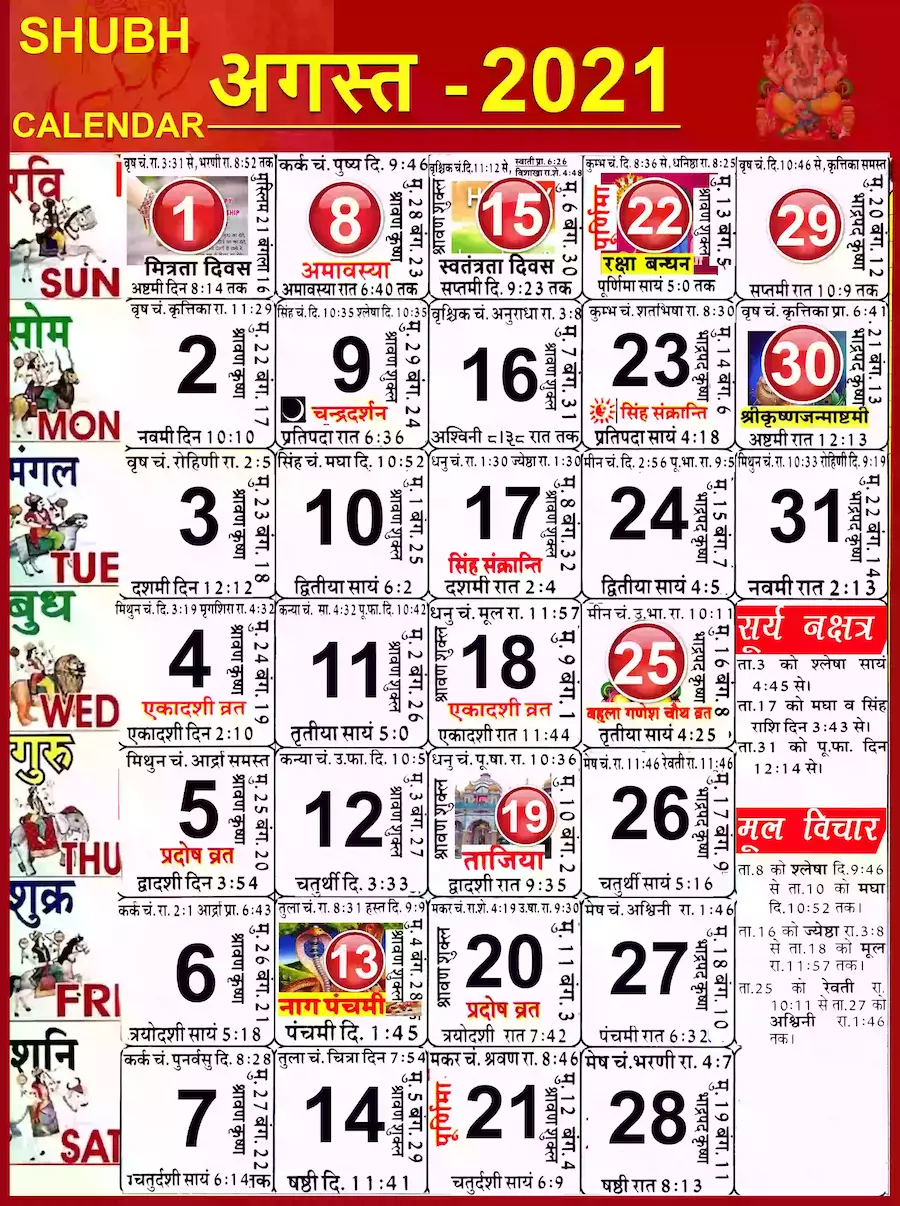 SHUBH
CALENDAR
अगस्त - 2021
रवि
SUN
वृष चं. रा. 3:31 से, भरणी रा. 8:52 तक
1
मुस्लिम 21 बंगला 16
मित्रता दिवस
अष्टमी दिन 8:14 तक
कर्क चं. पुष्य दि. 9:46
8
मु. 28 बंग. 23
श्रावण कृष्ण
अमावस्या
अमावस्या रात 6:40 तक
वृश्चिक चं.दि.11:12 से,
स्वाती प्रा. 6:26
विशाखा रा.शे. 4:48
श्रावण शुक्ल
15
मु. 6 बंग. 30
स्वतंत्रता दिवस
सप्तमी दि. 9:23 तक
कुम्भ चं. दि. 8:36 से, धनिष्ठा रा. 8:25
पूर्णिमा
22
मु. 13 बंग. 5
श्रावण शुक्ल
रक्षा बन्धन
पूर्णिमा सायं 5:0 तक
वृष चं. दि.10:46 से, कृत्तिका समस्त
29
मु. 20 बंग. 12
भाद्रपद कृष्ण
सप्तमी रात 10:9 तक
सोम
MON
वृष चं. कृत्तिका रा. 11:29
2
मु. 22 बंग. 17
श्रावण कृष्ण
नवमी दिन 10:10
सिंह चं. दि. 10:35 श्लेषा दि. 10:35
9
मु. 29 बंग. 24
श्रावण शुक्ल
चन्द्रदर्शन
प्रतिपदा रात 6:36
वृश्चिक चं. अनुराधा रा. 3:8
16
मु. 7 बंग. 31
श्रावण शुक्ल
अश्विनी ८।३८ रात तक
कुम्भ चं. शतभिषा रा. 8:30
23
मु. 14 बंग. 6
भाद्रपद कृष्ण
सिंह संक्रान्ति
प्रतिपदा सायं 4:18
वृष चं. कृत्तिका प्रा. 6:41
30
21 बंग. 13
भाद्रपद कृष्ण
श्रीकृष्णजन्माष्टमी
अष्टमी रात 12:13
मंगल
TUE
वृष चं. रोहिणी रा. 2:5
3
मु. 23 बंग. 18
श्रावण कृष्ण
दशमी दिन 12:12
सिंह चं. मघा दि. 10:52
10
मु. 1 बंग. 25
श्रावण शुक्ल
द्वितीया सायं 6:2
धनु चं. रा. 1:30 ज्येष्ठा रा. 1:30
17
मु. 8 बंग. 32
श्रावण शुक्ल
सिंह संक्रान्ति
दशमी रात 2:4
मीन चं. दि. 2:56 पू.भा. रा. 9:5
24
मु. 15 बंग. 7
भाद्रपद कृष्ण
द्वितीया सायं 4:5
मिथुन चं. रा. 10:33 रोहिणी दि. 9:19
31
मु. 22 बंग. 14
भाद्रपद कृष्ण
नवमी रात 2:13
बुध
WED
मिथुन चं. दि. 3:19 मृगशिरा रा. 4:32
4
मु. 24 बंग. 19
श्रावण कृष्ण
एकादशी व्रत
एकादशी दिन 2:10
कन्या चं. सा. 4:32 पू.फा. दि. 10:42
11
मु. 2 बंग. 26
श्रावण शुक्ल
तृतीया सायं 5:0
धनु चं. मूल रा. 11:57
श्रावण शुक्ल
18
मु. 9 बंग. 1
एकादशी व्रत
एकादशी रात 11:44
मीन चं. उ.भा. रा. 10:11
25
मु. 16 बंग. 8
भाद्रपद कृष्ण
बहुला गणेश चौथ व्रत
तृतीया सायं 4:25
सूर्य नक्षत्र
ता.3 को श्लेषा सायं
4:45 से।
ता.17 को मघा व सिंह
राशि दिन 3:43 से।
ता.31 को पू.फा. दिन
12:14 से।
गुरु
THU
मिथुन चं. आर्द्रा समस्त
5
मु. 25 बंग. 20
श्रावण कृष्ण
प्रदोष व्रत
द्वादशी दिन 3:54
कन्या चं. उ.फा. दि. 10:5
12
मु. 3 बंग. 27
श्रावण शुक्ल
चतुर्थी दि. 3:33
धनु चं. पू.षा. रा. 10:36
श्रावण शुक्ल
19
मु. 10 बंग. 2
ताजिया
द्वादशी रात 9:35
मेष चं. रा. 11:46 रेवती रा. 11:46
26
मु. 17 बंग. 9
भाद्रपद कृष्ण
चतुर्थी सायं 5:16
मूल विचार
ता.8 को श्लेषा दि.9:46
से ता.10 को मघा
दि.10:52 तक।
ता.16 को ज्येष्ठा रा.3:8
से ता.18 को मूल
रा.11:57 तक।
ता.25 को रेवती रा.
10:11 से ता.27 को
अश्विनी रा.1:46
तक।
शुक्र
FRI
कर्क चं. रा. 2:1 आर्द्रा प्रा. 6:43
6
मु. 26 बंग. 21
श्रावण कृष्ण
त्रयोदशी सायं 5:18
तुला चं. रा. 8:31 हस्त दि. 9:9
13
मु. 4 बंग. 28
श्रावण शुक्ल
नाग पंचमी
पंचमी दि. 1:45
मकर चं. रा.शे. 4:19 उ.षा. रा. 9:30
श्रावण शुक्ल
20
मु. 11 बंग. 3
प्रदोष व्रत
त्रयोदशी रात 7:42
मेष चं. अश्विनी रा. 1:46
27
मु. 18 बंग. 10
भाद्रपद कृष्ण
पंचमी रात 6:32
शनि
SAT
कर्क चं. पुनर्वसु दि. 8:28
7
मु. 27 बंग. 22
श्रावण कृष्ण
चतुर्दशी सायं 6:14 तक
तुला चं. चित्रा दिन 7:54
14
मु. 5 बंग. 29
श्रावण शुक्ल
षष्ठी दि. 11:41
मकर चं. श्रवण रा. 8:46
पूर्णिमा
21
मु. 12 बंग. 4
श्रावण शुक्ल
चतुर्दशी सायं 6:9
मेष चं. भरणी रा. 4:7
28
मु. 19 बंग. 11
भाद्रपद कृष्ण
षष्ठी रात 8:13